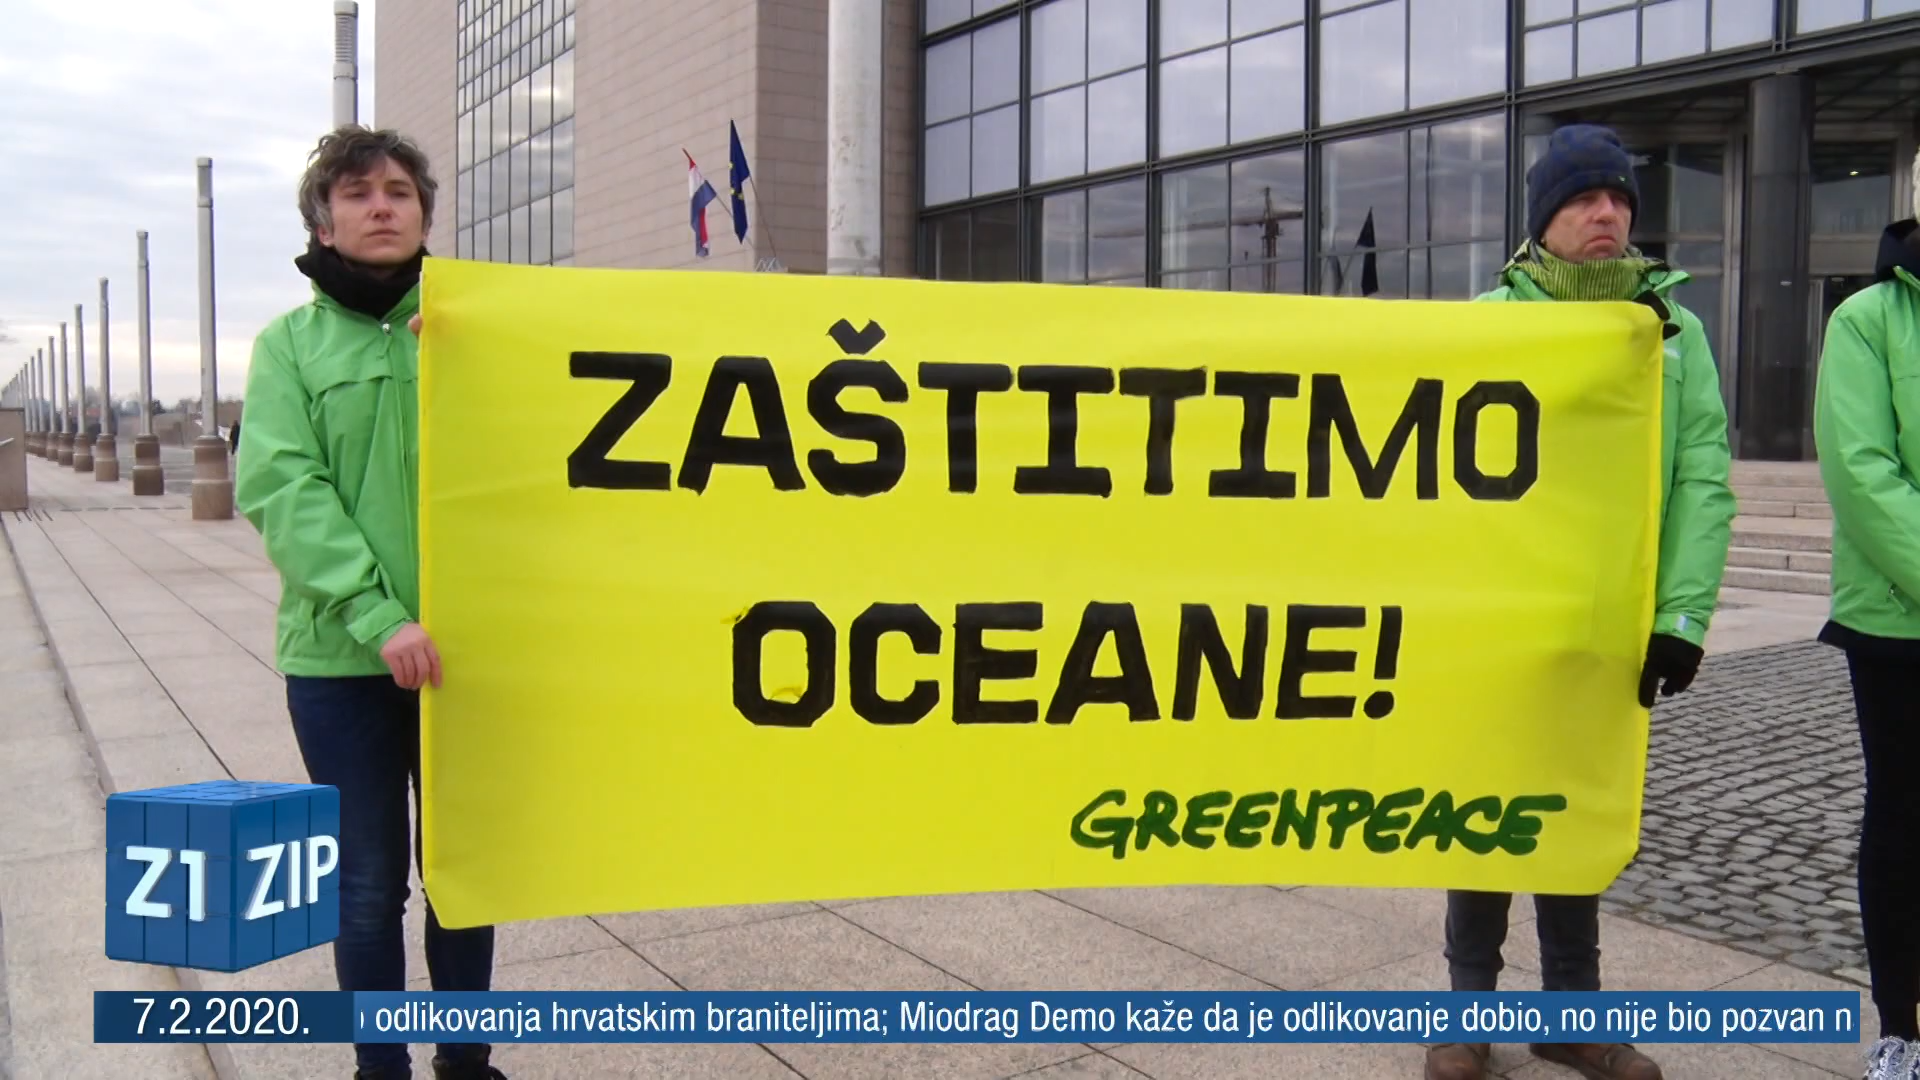 ZAŠTITIMO
OCEANE!
GREENPEACE
Z1 ZIP
7.2.2020.
odlikovanja hrvatskim braniteljima; Miodrag Demo kaže da je odlikovanje dobio, no nije bio pozvan